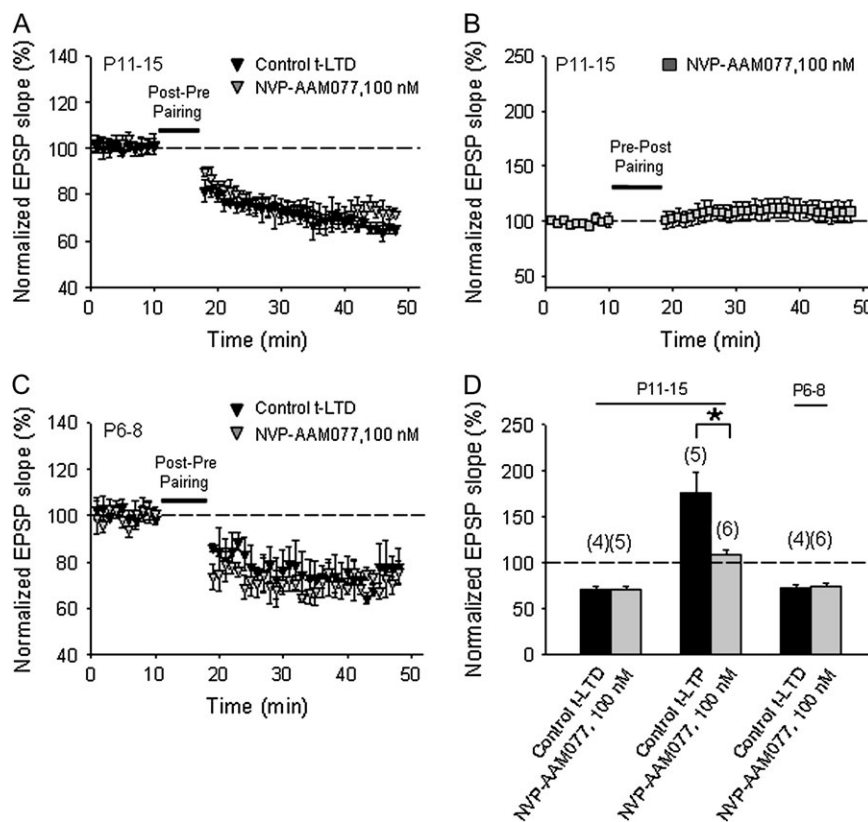 A
Normalized EPSP slope (%)
140
120
100
80
60
40
P11-15
Post-Pre
Pairing
Control t-LTD
NVP-AAM077,100 nM
0 10 20 30 40 50
Time (min)
B
Normalized EPSP slope (%)
250
200
150
100
50
P11-15
NVP-AAM077,100 nM
Pre-Post
Pairing
0 10 20 30 40 50
Time (min)
C
Normalized EPSP slope (%)
140
120
100
80
60
40
P6-8
Post-Pre
Pairing
Control t-LTD
NVP-AAM077,100 nM
0 10 20 30 40 50
Time (min)
D
Normalized EPSP slope (%)
250
200
150
100
50
0
P11-15
P6-8
*
(5)
(6)
(4)(5)
(4)(6)
Control t-LTD
NVP-AAM077, 100 nM
Control t-LTP
NVP-AAM077, 100 nM
Control t-LTD
NVP-AAM077, 100 nM